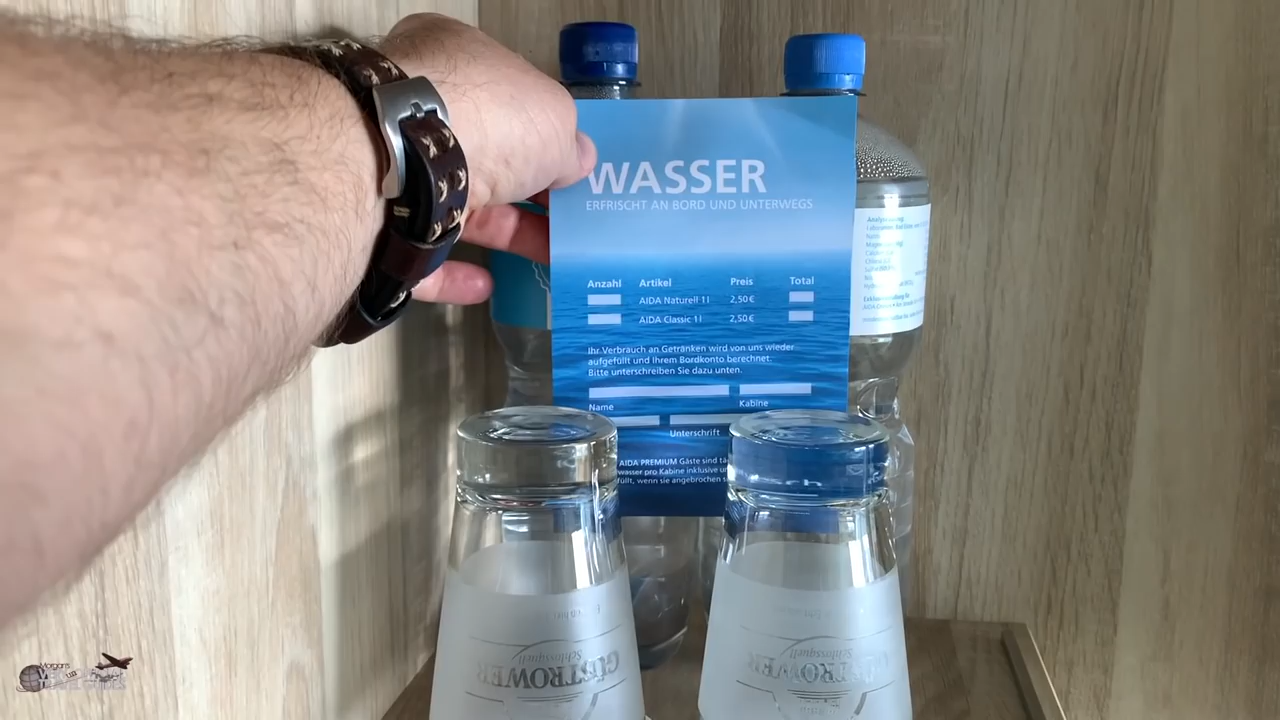 WASSER
ERFRISCHT AN BORD UND UNTERWEGS
Anzahl Artikel Preis Total
AIDA Naturell 1l 2,50 €
AIDA Classic 1l 2,50 €
Ihr Verbrauch an Getränken wird von uns wieder
aufgefüllt und Ihrem Bordkonto berechnet.
Bitte unterschreiben Sie dazu unten.
Name Kabine
Unterschrift
AIDA PREMIUM Gäste sind
wasser pro Kabine inklusive
füllt, wenn sie angebrochen
GÜSTROWER
Schlossquell
GÜSTROWER
Schlossquell
Morgan's
TRAVEL GUIDES